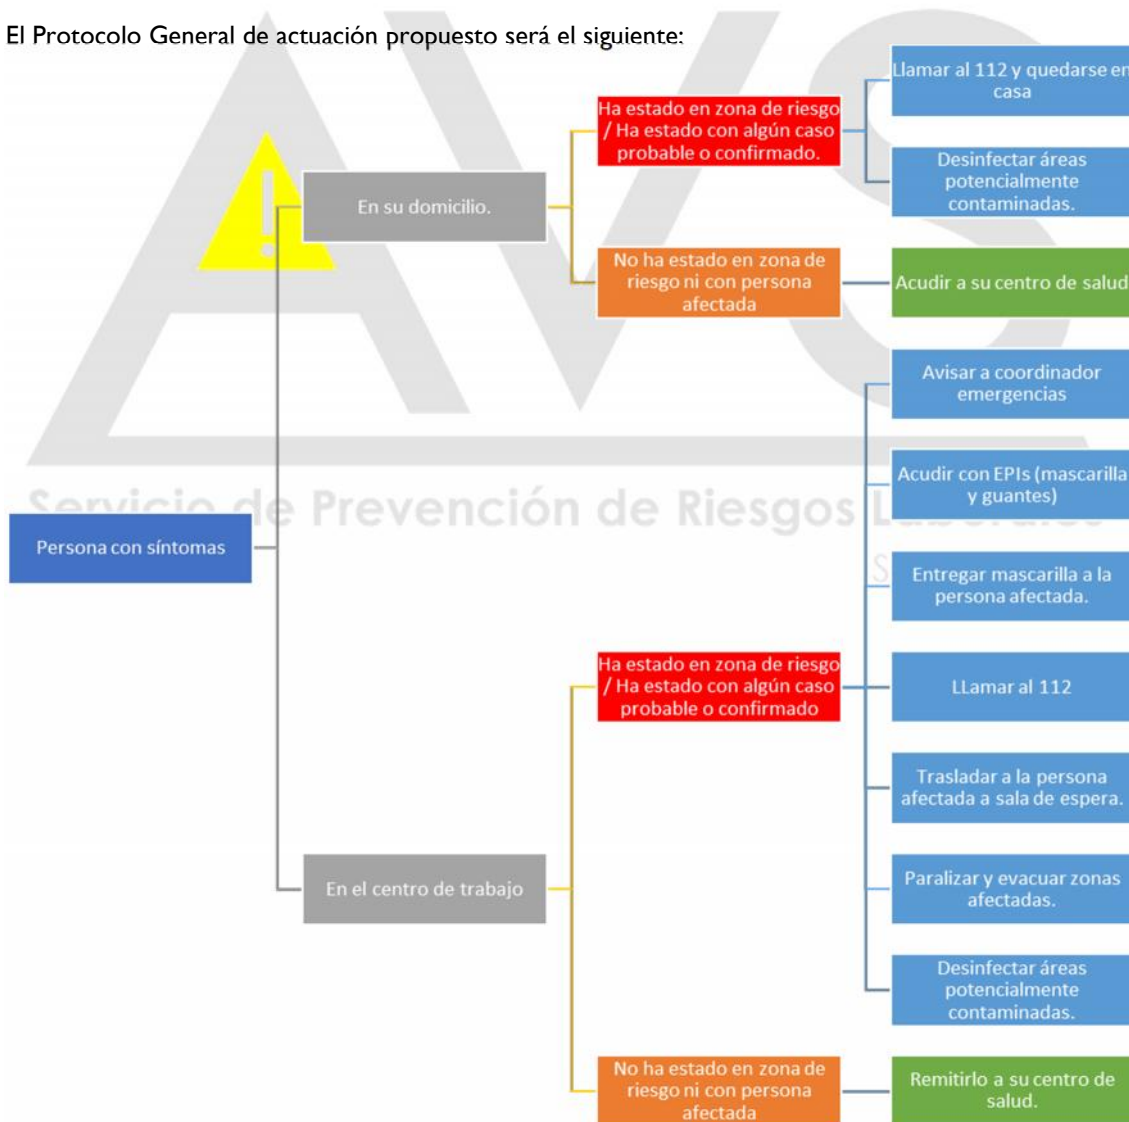 El Protocolo General de actuación propuesto será el siguiente:
Llamar al 112 y quedarse en
casa
Ha estado en zona de riesgo
/ Ha estado con algún caso
probable o confirmado.
Desinfectar áreas
potencialmente
contaminadas.
En su domicilio.
No ha estado en zona de
riesgo ni con persona
afectada
Acudir a su centro de salud
Avisar a coordinador
emergencias
Acudir con EPIs (mascarilla
y guantes)
AVS
Servicio de Prevención de Riesgos Laborales
Persona con síntomas
Entregar mascarilla a la
persona afectada.
Ha estado en zona de riesgo
/ Ha estado con algún caso
probable o confirmado
LLamar al 112
Trasladar a la persona
afectada a sala de espera.
En el centro de trabajo
Paralizar y evacuar zonas
afectadas.
Desinfectar áreas
potencialmente
contaminadas.
No ha estado en zona de
riesgo ni con persona
afectada
Remitirlo a su centro de
salud.